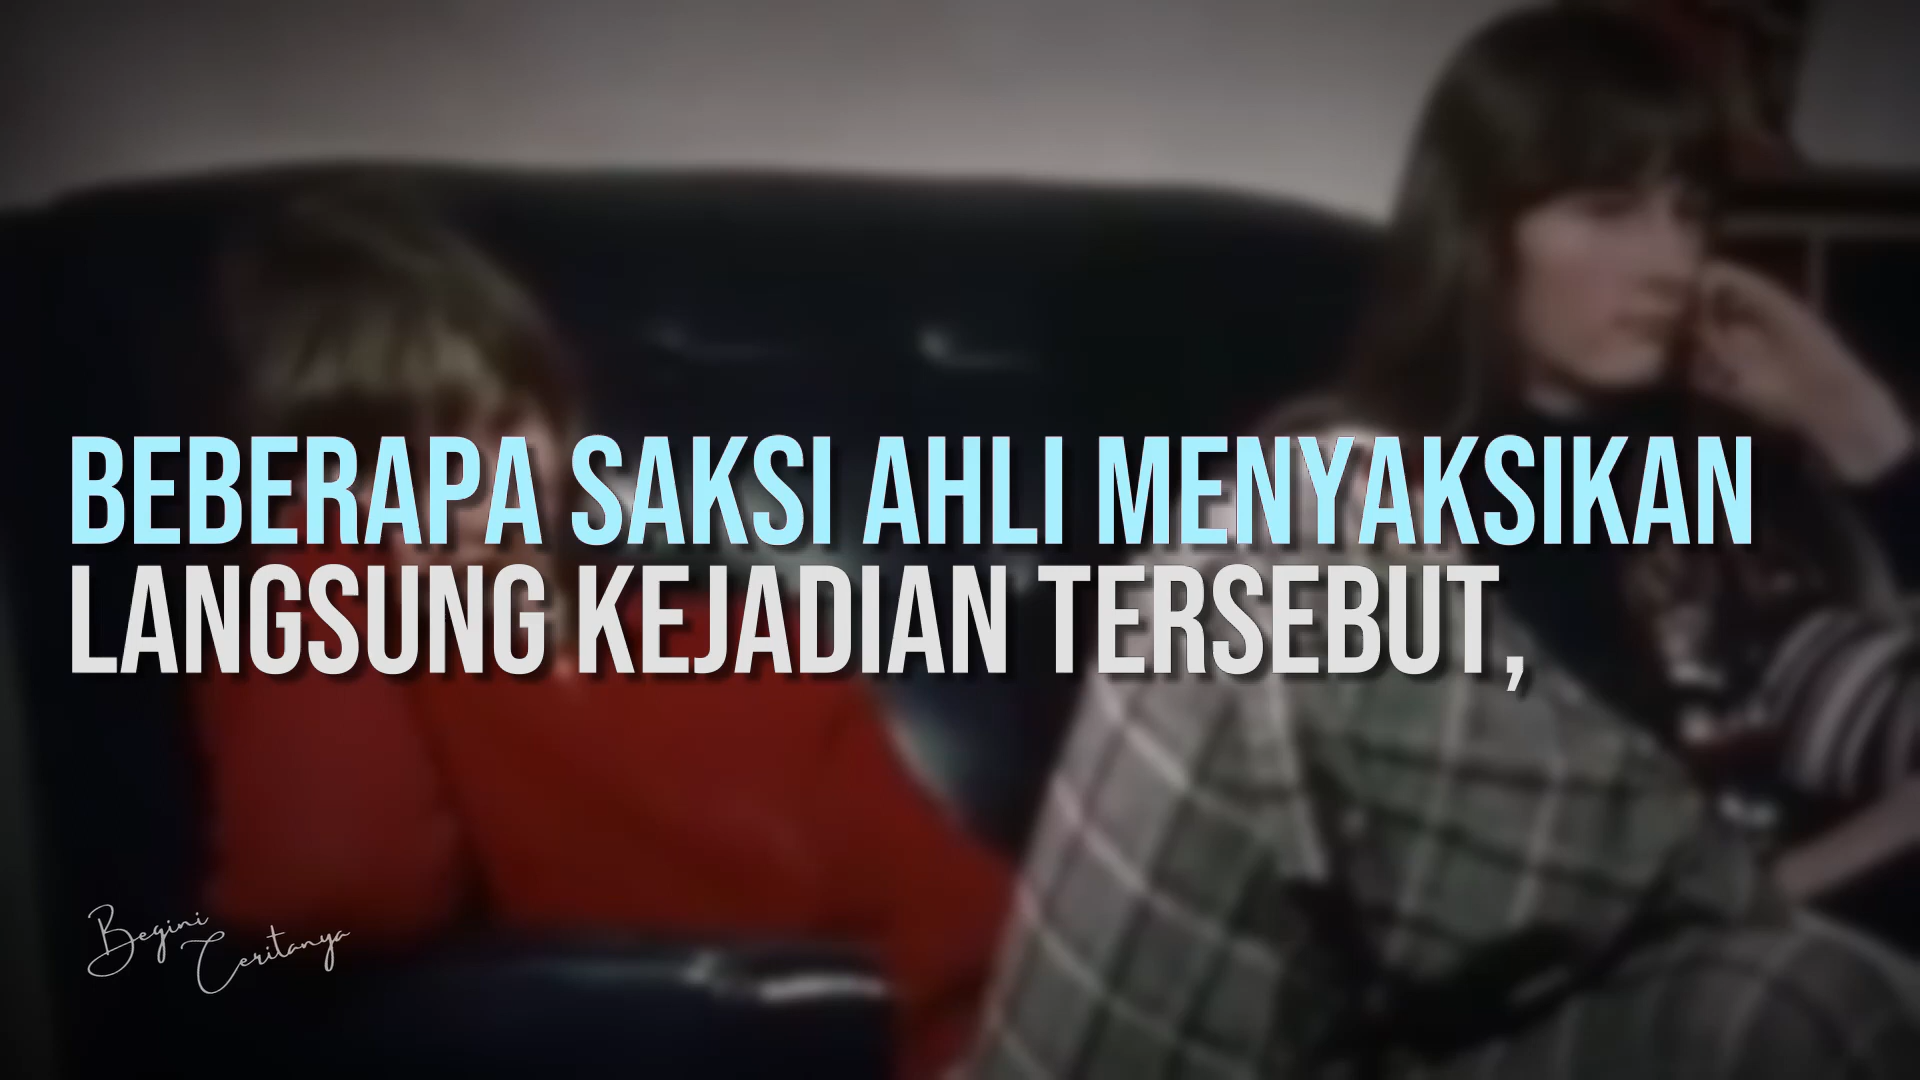 BEBERAPA SAKSI AHLI MENYAKSIKAN
LANGSUNG KEJADIAN TERSEBUT,
Begini
Ceritanya